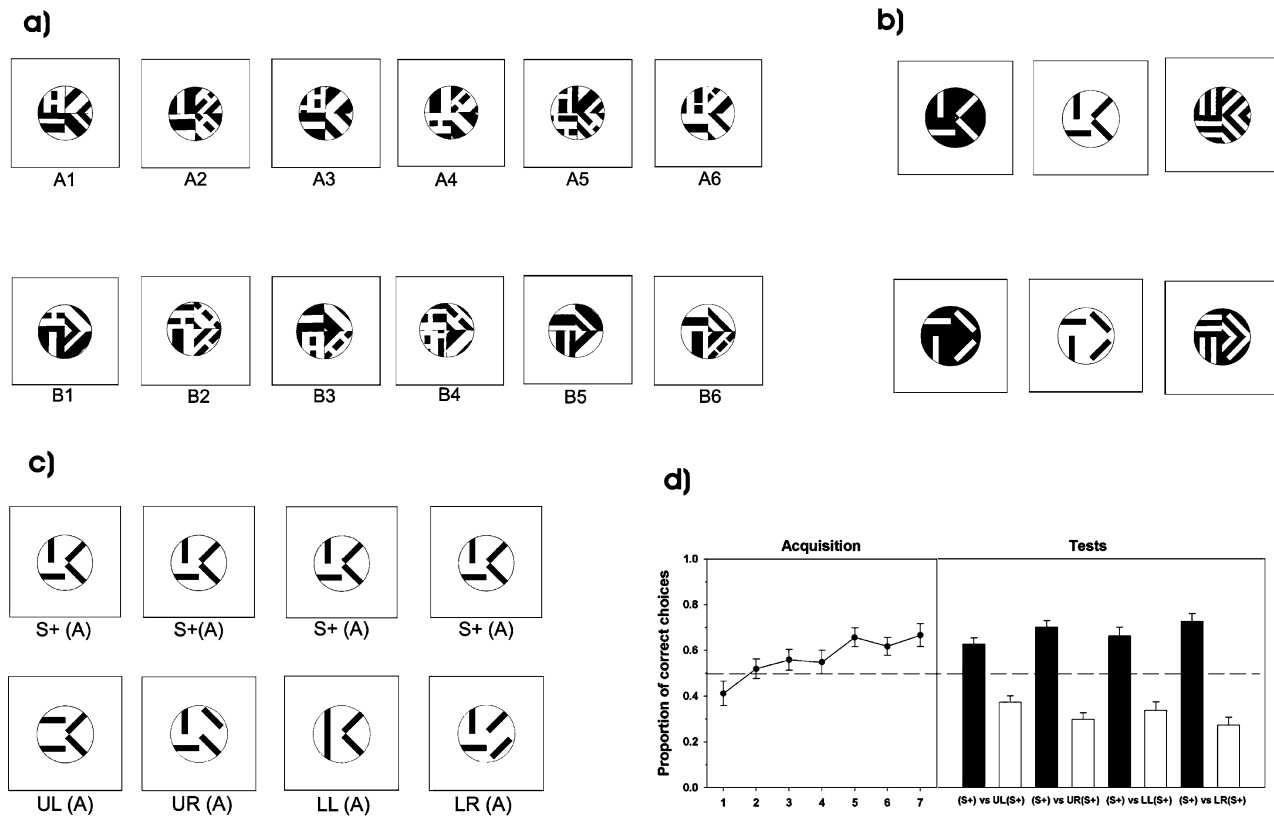 a)
b)
A1 A2 A3 A4 A5 A6
B1 B2 B3 B4 B5 B6
c)
d)
S+ (A) S+(A) S+ (A) S+ (A)
UL (A) UR (A) LL (A) LR (A)
Acquisition Tests
Proportion of correct choices
1.0
0.8
0.6
0.4
0.2
0.0
1 2 3 4 5 6 7
(S+) vs UL(S+) (S+) vs UR(S+) (S+) vs LL(S+) (S+) vs LR(S+)